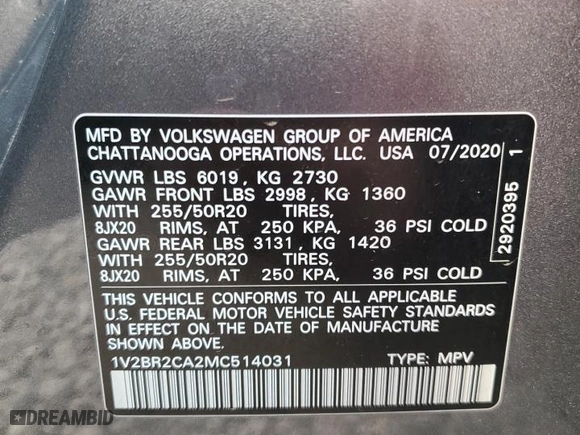 MFD BY VOLKSWAGEN GROUP OF AMERICA
CHATTANOOGA OPERATIONS, LLC. USA 07/2020
GVWR LBS 6019, KG 2730
GAWR FRONT LBS 2998, KG 1360
WITH 255/50R20 TIRES,
8JX20 RIMS, AT 250 KPA, 36 PSI COLD
GAWR REAR LBS 3131, KG 1420
WITH 255/50R20 TIRES,
8JX20 RIMS, AT 250 KPA, 36 PSI COLD
THIS VEHICLE CONFORMS TO ALL APPLICABLE
U.S. FEDERAL MOTOR VEHICLE SAFETY STANDARDS
IN EFFECT ON THE DATE OF MANUFACTURE
SHOWN ABOVE.
1V2BR2CA2MC514031 TYPE: MPV
2920395 1
DREAMBID